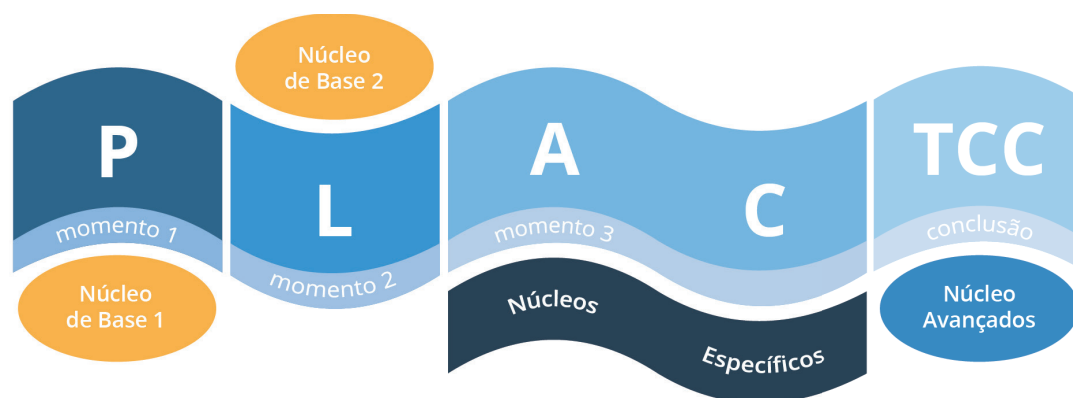 P
momento 1
Núcleo
de Base 1
Núcleo
de Base 2
L
momento 2
A
momento 3
C
Núcleos
Específicos
TCC
conclusão
Núcleo
Avançados